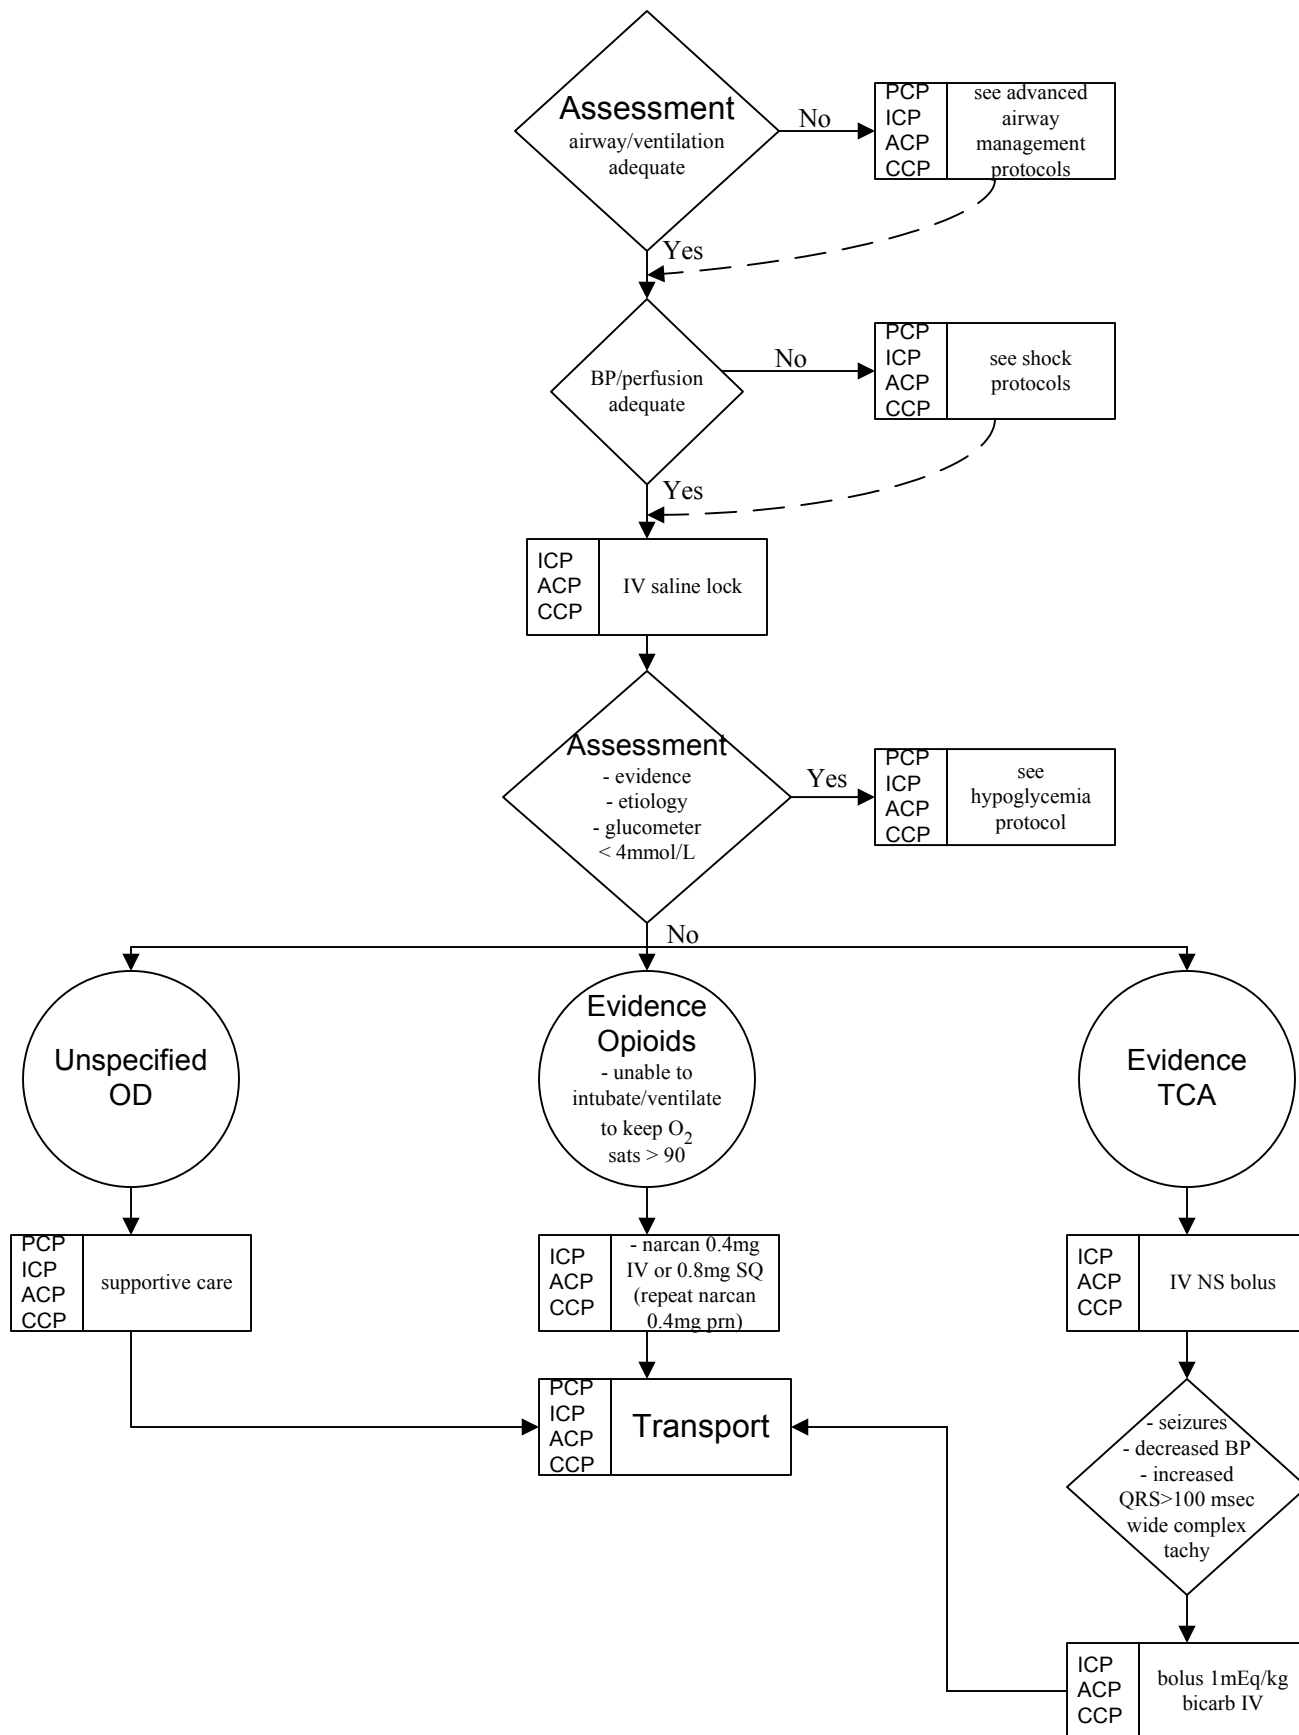 Assessment
airway/ventilation
adequate
No
PCP
ICP
ACP
CCP
see advanced
airway
management
protocols
Yes
BP/perfusion
adequate
No
PCP
ICP
ACP
CCP
see shock
protocols
Yes
ICP
ACP
CCP
IV saline lock
Assessment
- evidence
- etiology
- glucometer
< 4mmol/L
Yes
PCP
ICP
ACP
CCP
see
hypoglycemia
protocol
No
Unspecified
OD
Evidence
Opioids
- unable to
intubate/ventilate
to keep O2
sats > 90
Evidence
TCA
PCP
ICP
ACP
CCP
supportive care
ICP
ACP
CCP
- narcan 0.4mg
IV or 0.8mg SQ
(repeat narcan
0.4mg prn)
ICP
ACP
CCP
IV NS bolus
PCP
ICP
ACP
CCP
Transport
- seizures
- decreased BP
- increased
QRS>100 msec
wide complex
tachy
ICP
ACP
CCP
bolus 1mEq/kg
bicarb IV